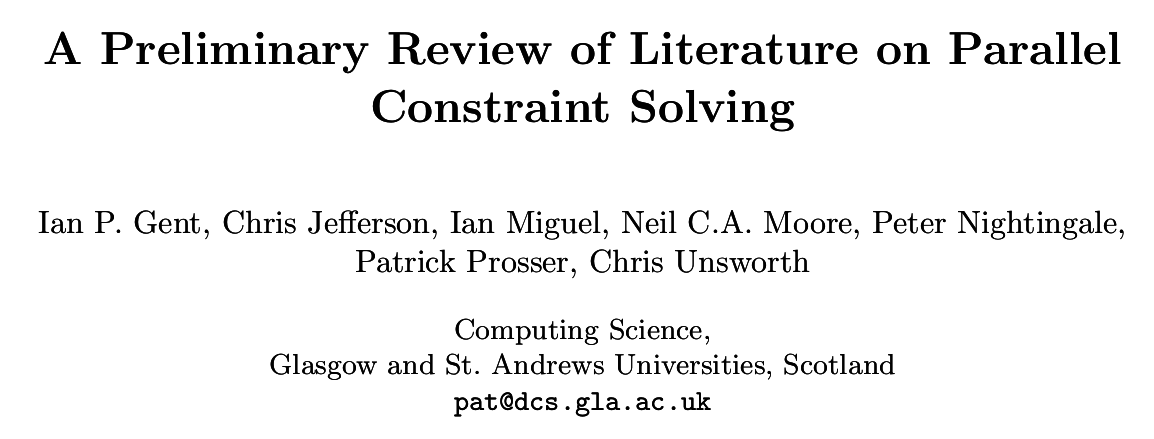 A Preliminary Review of Literature on Parallel
Constraint Solving
Ian P. Gent, Chris Jefferson, Ian Miguel, Neil C.A. Moore, Peter Nightingale,
Patrick Prosser, Chris Unsworth
Computing Science,
Glasgow and St. Andrews Universities, Scotland
pat@dcs.gla.ac.uk